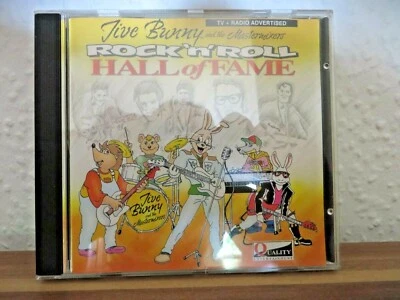 TV + RADIO ADVERTISED
Jive Bunny and the Mastermixers
ROCK 'n' ROLL
HALL of FAME
Jive
Bunny
and the
Mastermixers
QUALITY